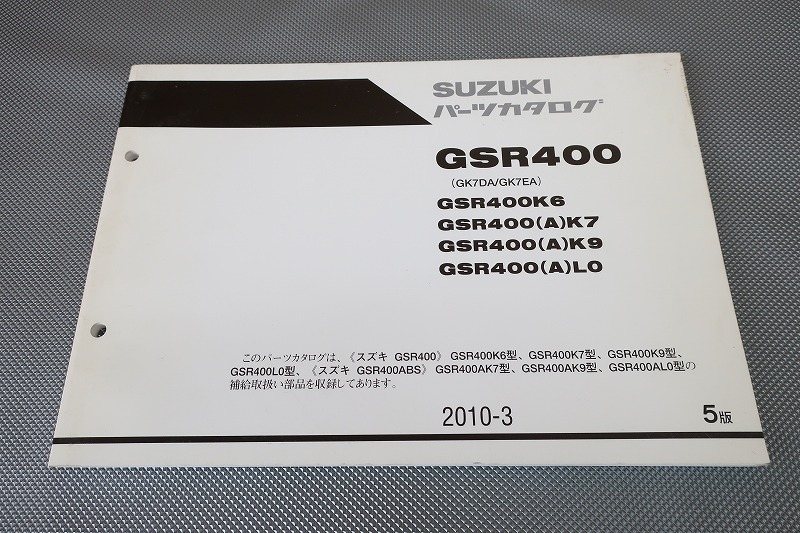 SUZUKI
パーツカタログ
GSR400
(GK7DA/GK7EA)
GSR400K6
GSR400(A)K7
GSR400(A)K9
GSR400(A)L0
このパーツカタログは、《スズキ GSR400》 GSR400K6型、GSR400K7型、GSR400K9型、
GSR400L0型、《スズキ GSR400ABS》 GSR400AK7型、GSR400AK9型、GSR400AL0型の
補給取扱い部品を収録してあります。
2010-3
5版